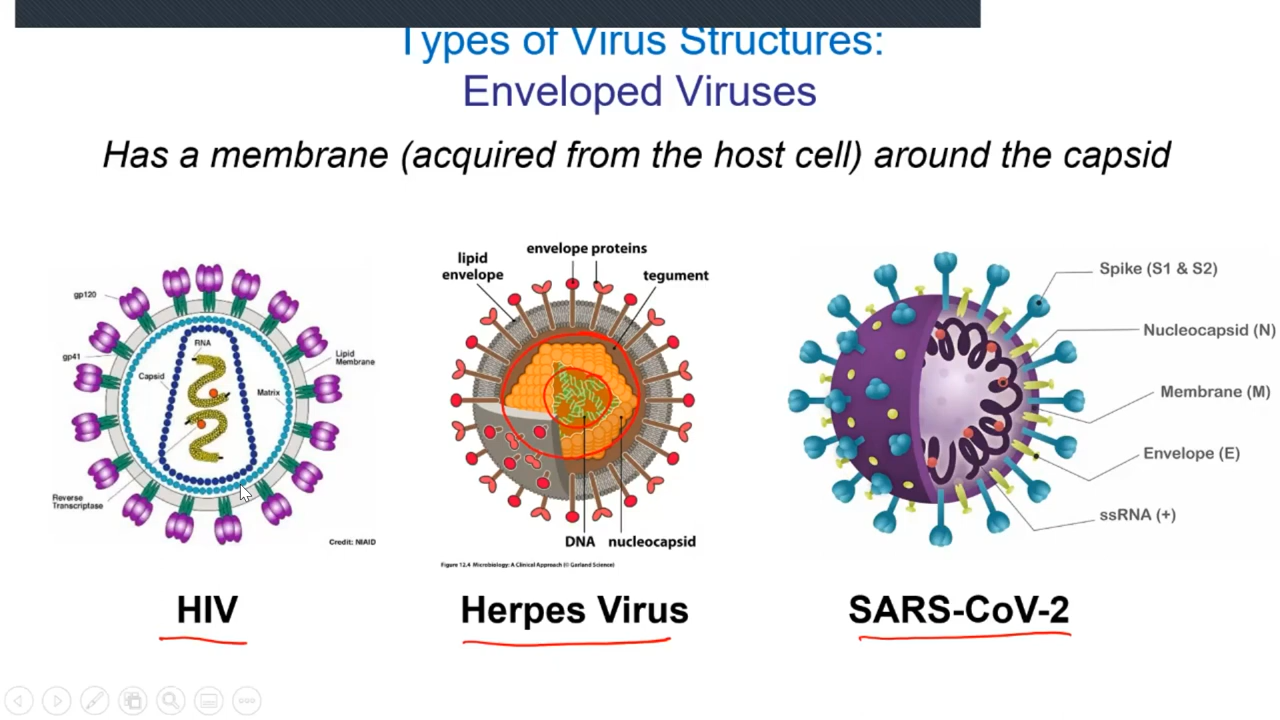 Types of Virus Structures:
Enveloped Viruses
Has a membrane (acquired from the host cell) around the capsid
gp120
gp41
RNA
Capsid
Lipid
Membrane
Matrix
Reverse
Transcriptase
Credit: NIAID
lipid
envelope
envelope proteins
tegument
DNA
nucleocapsid
Figure 12.4 Microbiology: A Clinical Approach (© Garland Science)
Spike (S1 & S2)
Nucleocapsid (N)
Membrane (M)
Envelope (E)
ssRNA (+)
HIV
Herpes Virus
SARS-CoV-2